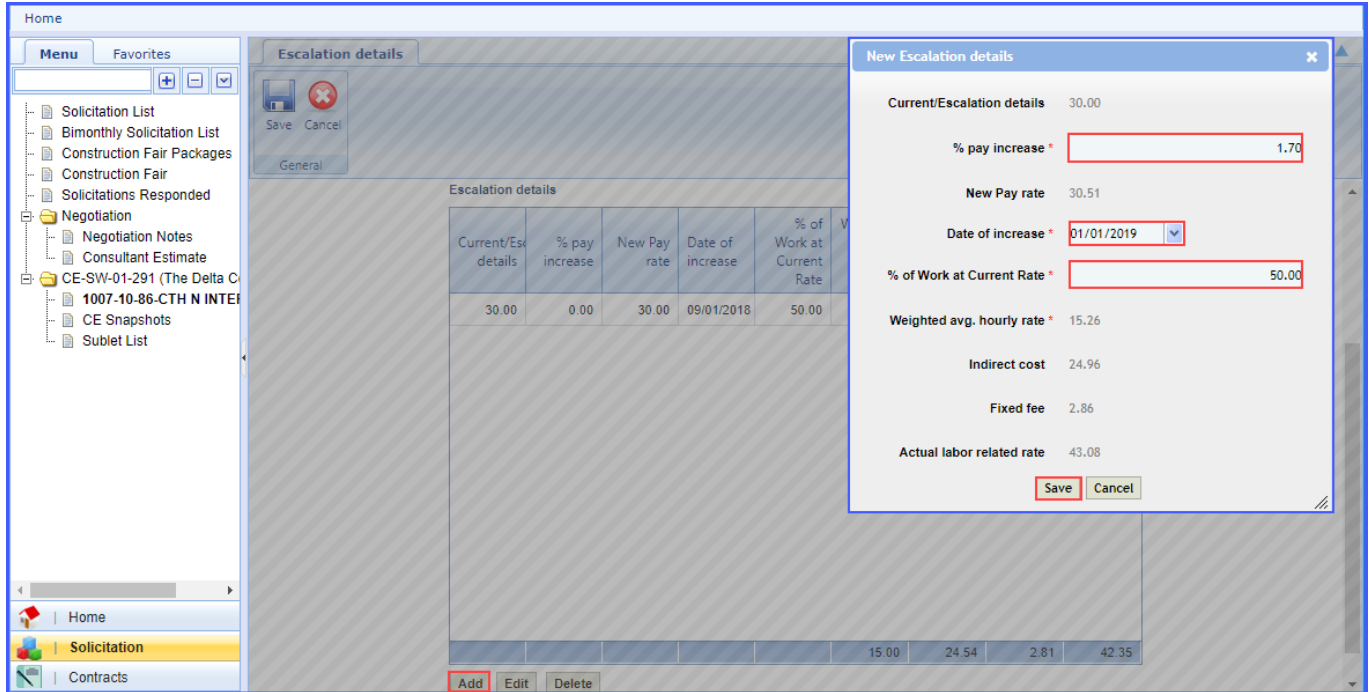 Home
Menu Favorites
Solicitation List
Bimonthly Solicitation List
Construction Fair Packages
Construction Fair
Solicitations Responded
Negotiation
Negotiation Notes
Consultant Estimate
CE-SW-01-291 (The Delta C
1007-10-86-CTH N INTE
CE Snapshots
Sublet List
| Home
| Solicitation
| Contracts
Escalation details
Save Cancel
General
Escalation details
Current/Esc details
% pay increase
New Pay rate
Date of increase
% of Work at Current Rate
W
30.00 0.00 30.00 09/01/2018 50.00
15.00 24.54 2.81 42.35
Add Edit Delete
New Escalation details
Current/Escalation details 30.00
% pay increase * 1.70
New Pay rate 30.51
Date of increase * 01/01/2019
% of Work at Current Rate * 50.00
Weighted avg. hourly rate * 15.26
Indirect cost 24.96
Fixed fee 2.86
Actual labor related rate 43.08
Save Cancel